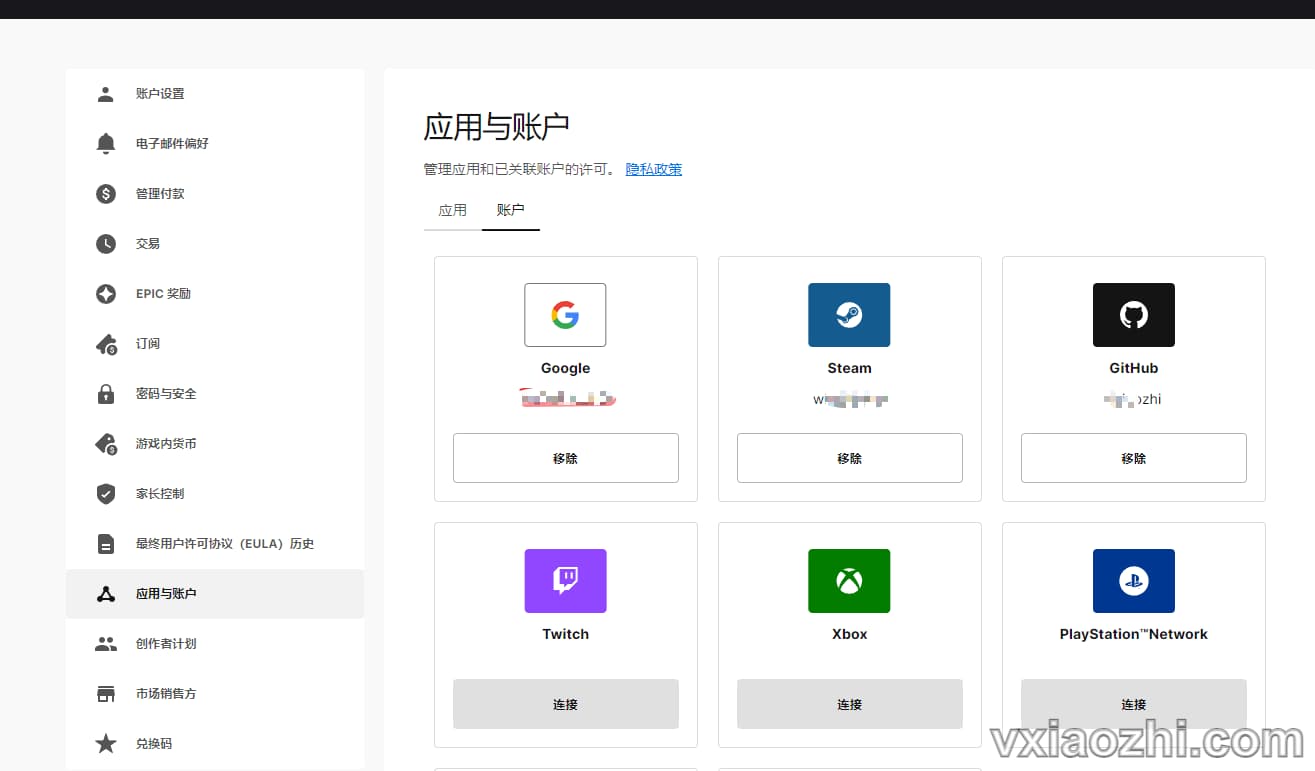 账户设置
电子邮件偏好
管理付款
交易
EPIC 奖励
订阅
密码与安全
游戏内货币
家长控制
最终用户许可协议（EULA）历史
应用与账户
创作者计划
市场销售方
兑换码
应用与账户
管理应用和已关联账户的许可。 隐私政策
应用 账户
Google Steam GitHub
移除 移除 移除
Twitch Xbox PlayStation™Network
连接 连接 连接
vxiaozhi.com